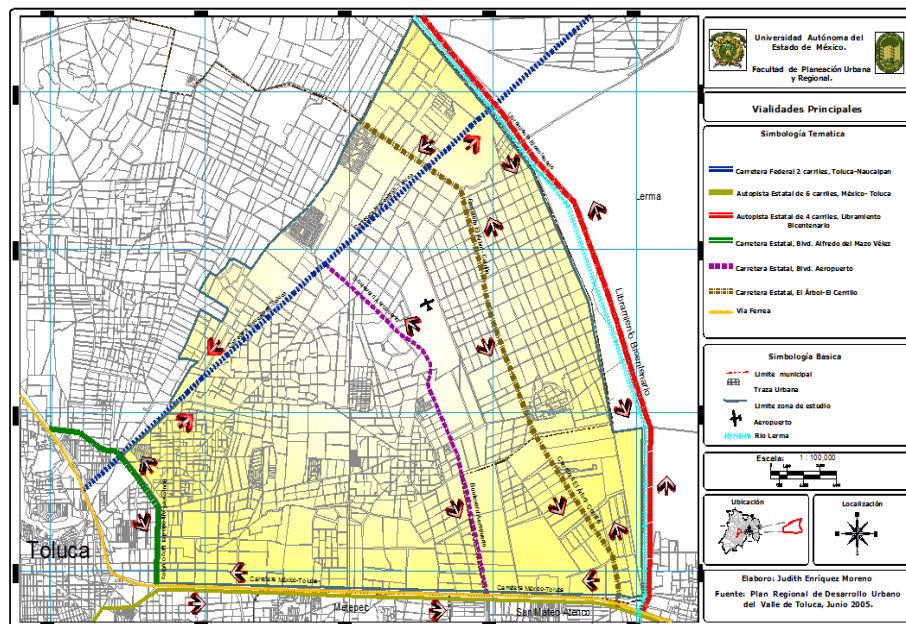 Universidad Autónoma del
Estado de México.
Facultad de Planeación Urbana
y Regional.
Vialidades Principales
Simbología Tematica
Carretera Federal 2 carriles, Toluca-Naucalpan
Autopista Estatal de 6 carriles, México- Toluca
Autopista Estatal de 4 carriles, Libramiento
Bicentenario
Carretera Estatal, Blvd. Alfredo del Mazo Vélez
Carretera Estatal, Blvd. Aeropuerto
Carretera Estatal, El Árbol-El Cerrillo
Vía Ferrea
Simbología Basica
Limite municipal
Traza Urbana
Limite zona de estudio
Aeropuerto
Rio Lerma
Escala: 1 : 100,000
Ubicación
Localización
Elaboro: Judith Enríquez Moreno
Fuente: Plan Regional de Desarrollo Urbano
del Valle de Toluca, Junio 2005.
Lerma
Libramiento Bicentenario
Toluca
Carretera México-Toluca
Carretera México-Toluca
Metepec
San Mateo Atenco